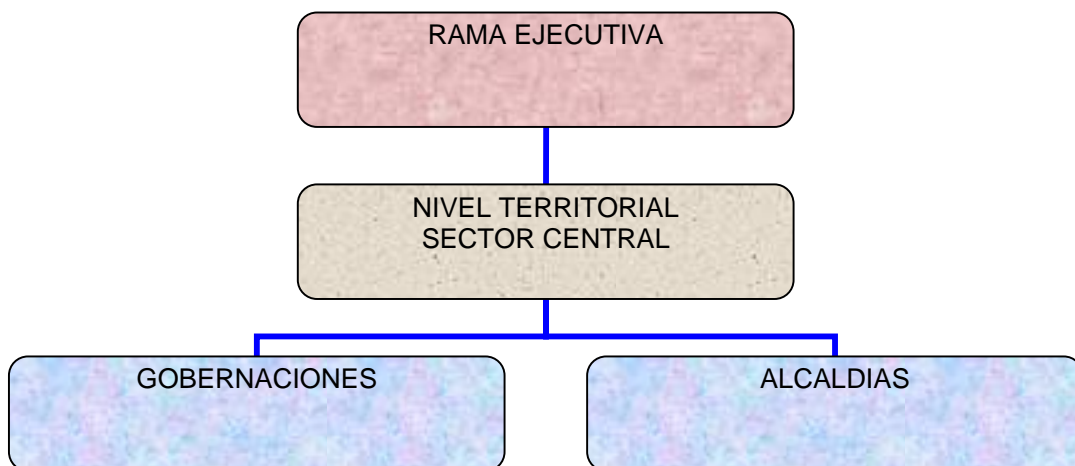 RAMA EJECUTIVA
NIVEL TERRITORIAL
SECTOR CENTRAL
GOBERNACIONES
ALCALDIAS